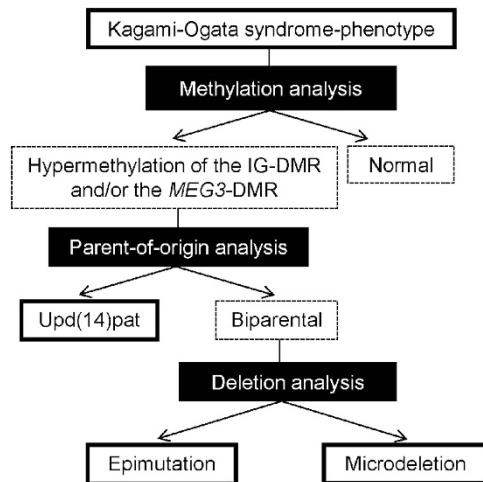 Kagami-Ogata syndrome-phenotype
Methylation analysis
Hypermethylation of the IG-DMR
and/or the MEG3-DMR
Normal
Parent-of-origin analysis
Upd(14)pat
Biparental
Deletion analysis
Epimutation
Microdeletion